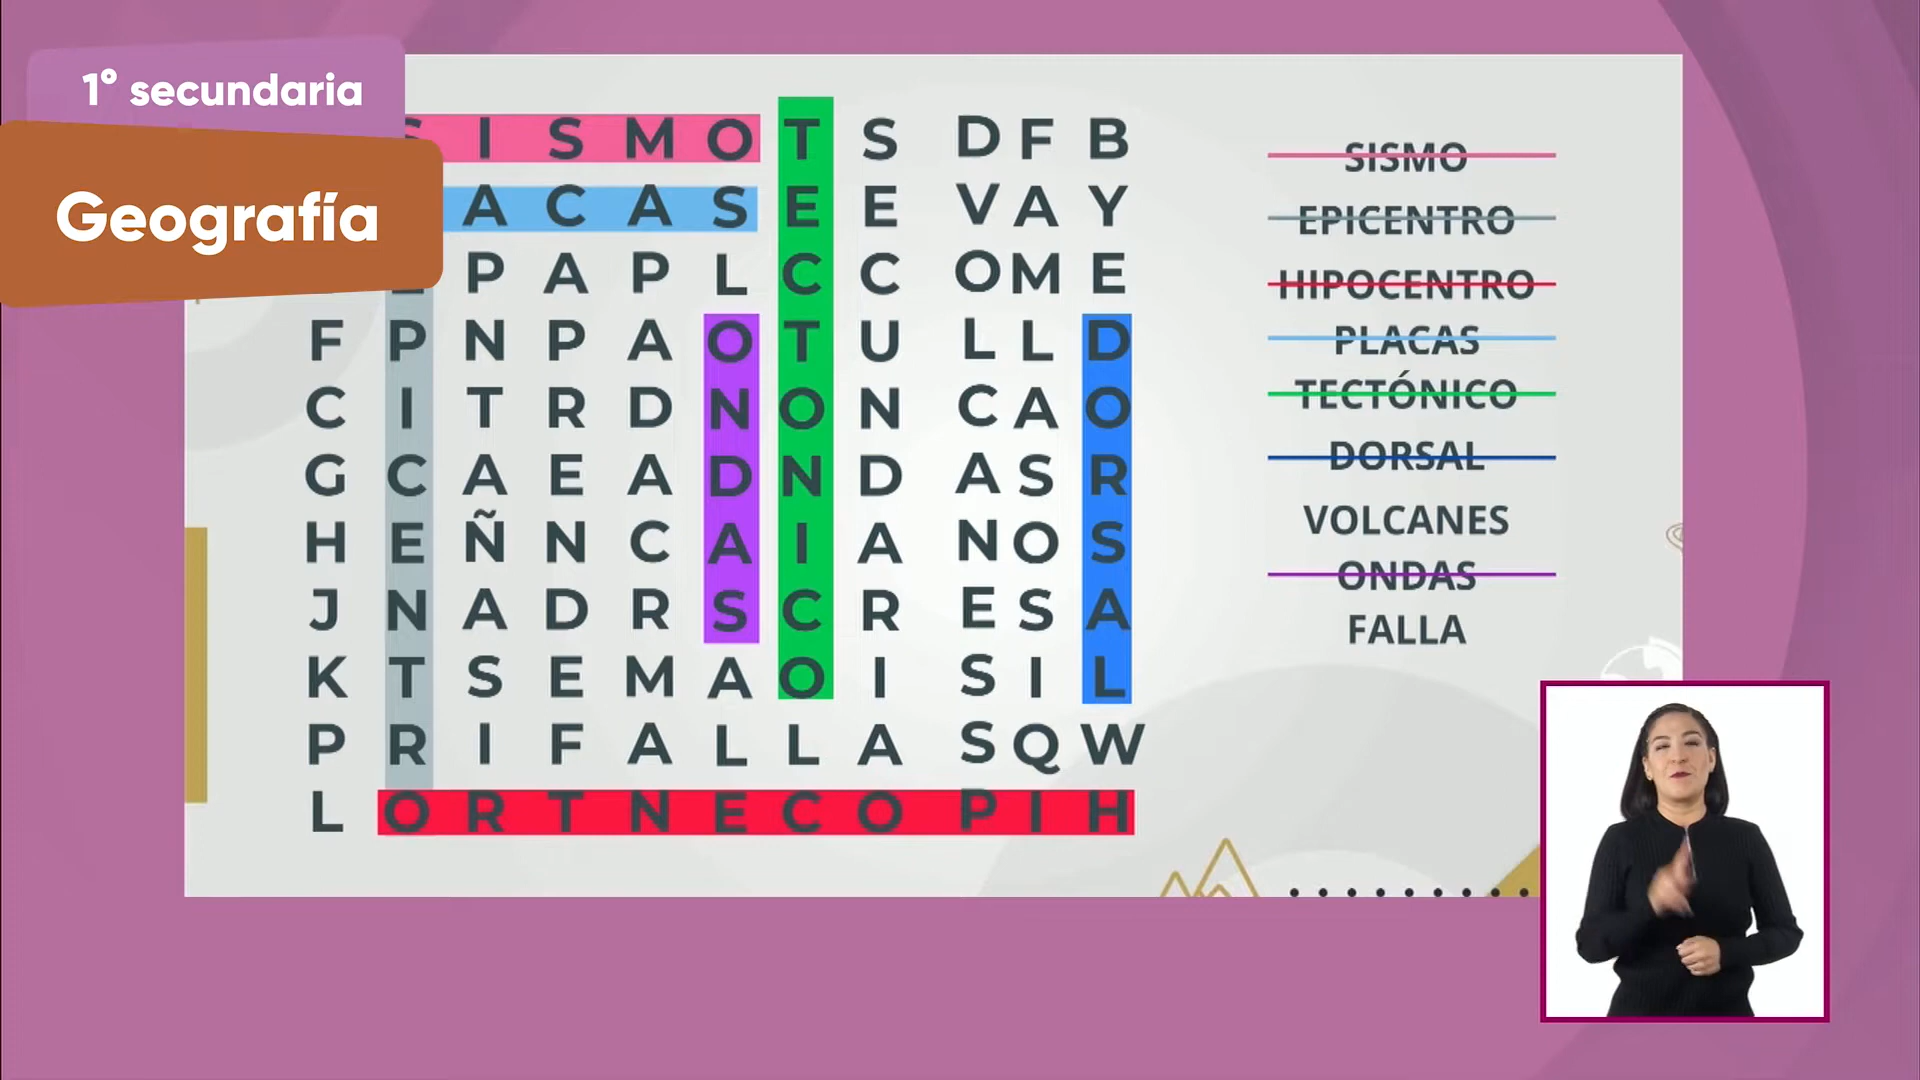 1° secundaria
Geografía
S I S M O T S D F B
A C A S E E V A Y
E P A P L C C O M E
F P N P A O T U L L D
C I T R D N O N C A O
G C A E A D N D A S R
H E Ñ N C A I A N O S
J N A D R S C R E S A
K T S E M A O I S I L
P R I F A L L A S Q W
L O R T N E C O P I H
SISMO
EPICENTRO
HIPOCENTRO
PLACAS
TECTÓNICO
DORSAL
VOLCANES
ONDAS
FALLA